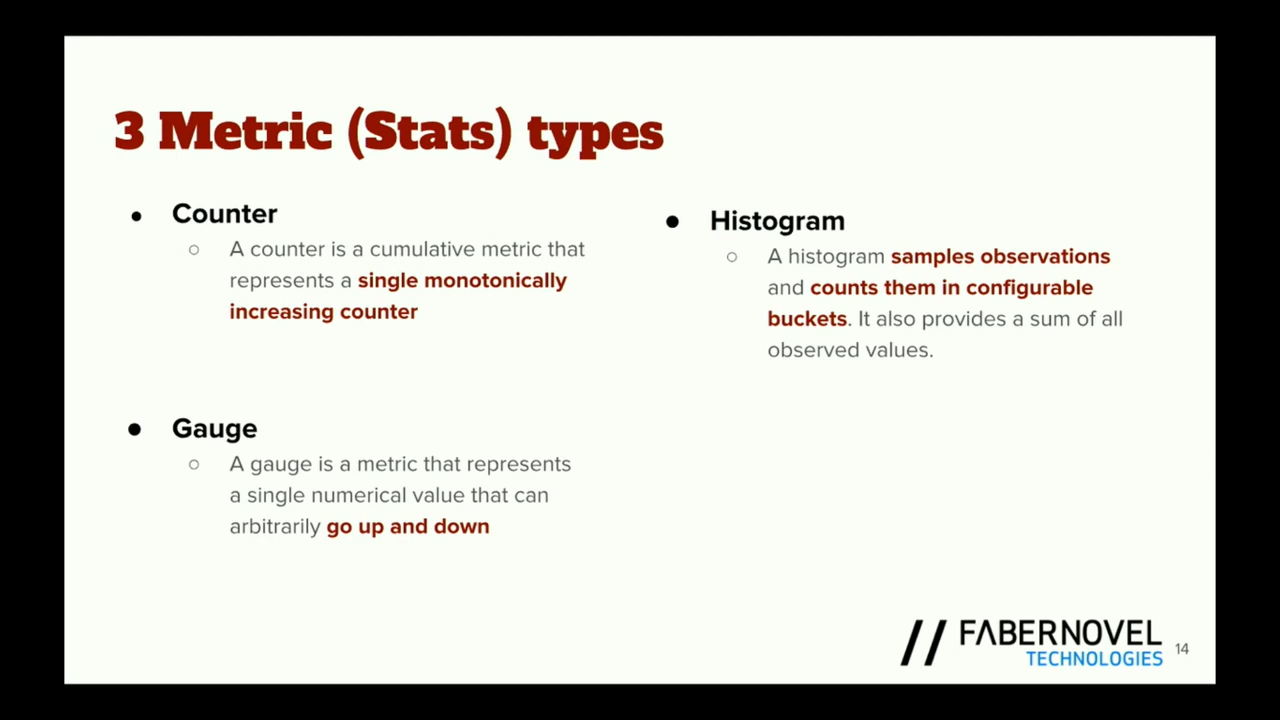 3 Metric (Stats) types
● Counter
○ A counter is a cumulative metric that
represents a single monotonically
increasing counter
● Gauge
○ A gauge is a metric that represents
a single numerical value that can
arbitrarily go up and down
● Histogram
○ A histogram samples observations
and counts them in configurable
buckets. It also provides a sum of all
observed values.
// FABERNOVEL
TECHNOLOGIES
14